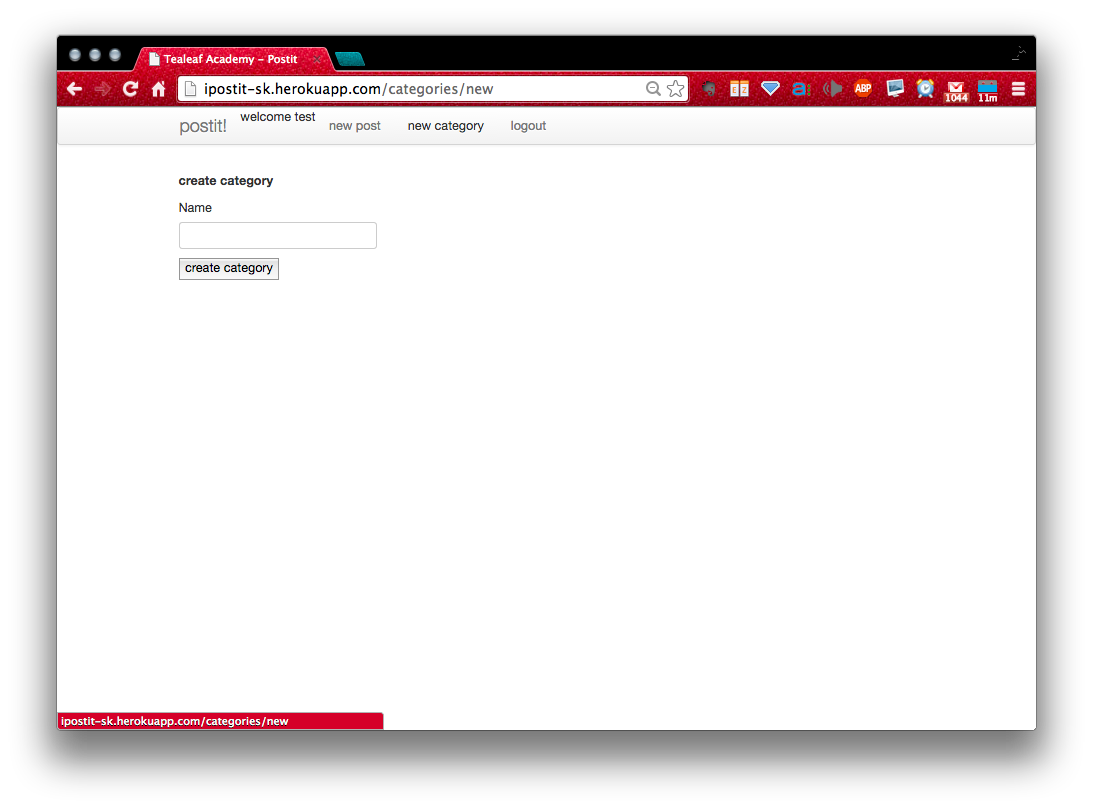 Tealeaf Academy – Postit
ipostit-sk.herokuapp.com/categories/new
E Z
a
ABP
1044
11m
postit! welcome test new post new category logout
create category
Name
create category
ipostit-sk.herokuapp.com/categories/new